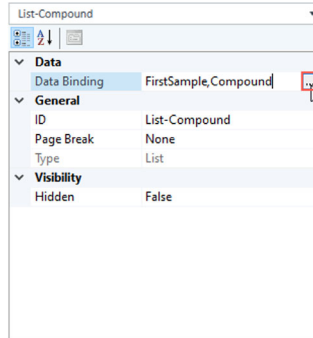 List-Compound
Data
Data Binding FirstSample,Compound
General
ID List-Compound
Page Break None
Type List
Visibility
Hidden False